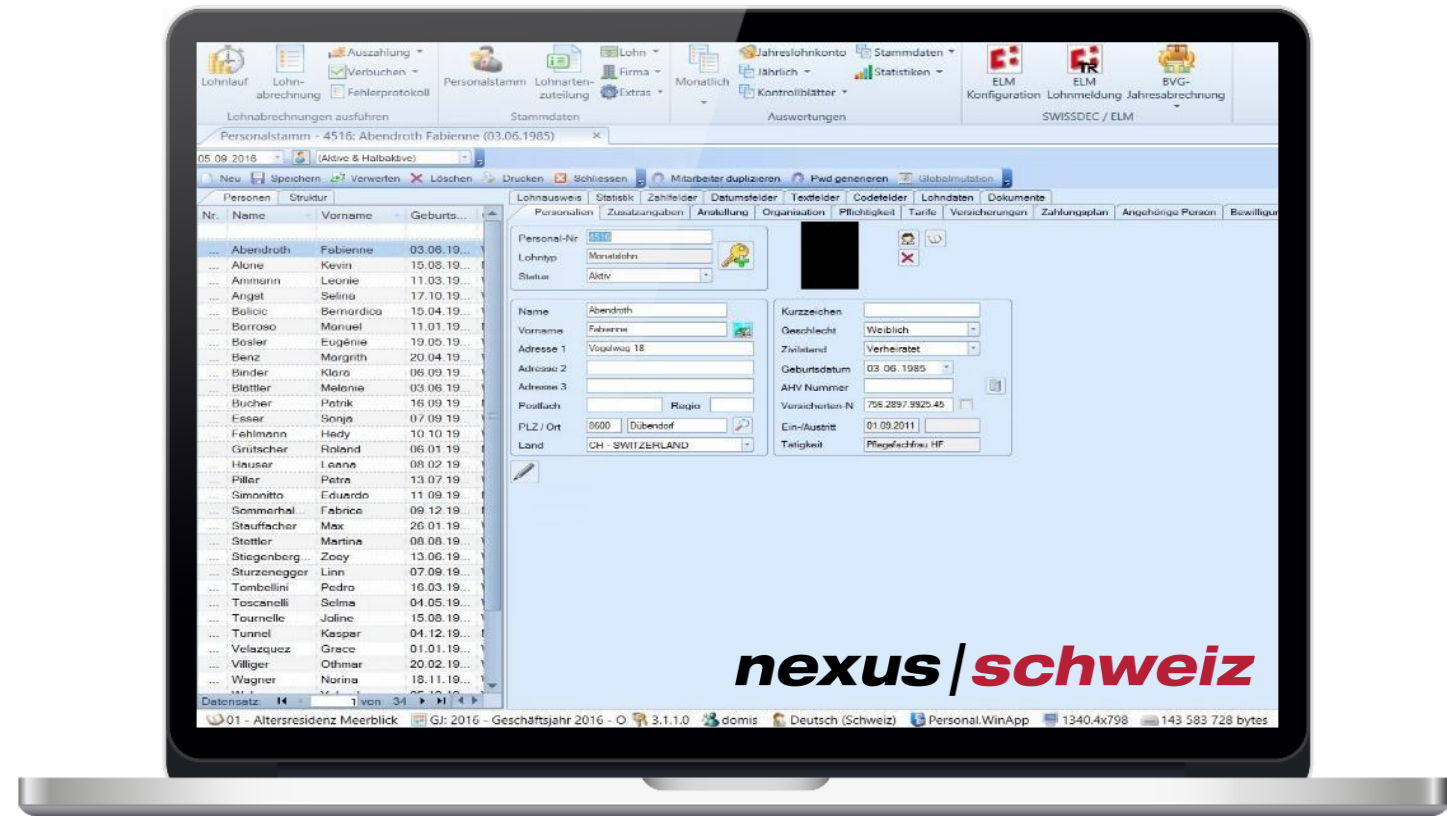 Lohnlauf Lohn-abrechnung Auszahlung Verbuchen Fehlerprotokoll Personalstamm Lohnarten-zuteilung Lohn Firma Extras Monatlich Jahreslohnkonto Jährlich Kontrollblätter Stammdaten Statistiken ELM Konfiguration ELM Lohnmeldung BVG-Jahresabrechnung
Lohnabrechnungen ausführen Stammdaten Auswertungen SWISSDEC / ELM
Personalstamm - 4516: Abendroth Fabienne (03.06.1985)
05.09.2016 (Aktive & Halbaktive)
Neu Speichern Verwerfen Löschen Drucken Schliessen Mitarbeiter duplizieren Pwd generieren Globalmutation
Personen Struktur
Nr. Name Vorname Geburts...
... Abendroth Fabienne 03.06.19...
... Alone Kevin 15.08.19...
... Ammann Leonie 11.03.19...
... Angst Selina 17.10.19...
... Balicic Bernardica 15.04.19...
... Barroso Manuel 11.01.19...
... Basler Eugénie 19.05.19...
... Benz Margrith 20.04.19...
... Binder Klara 06.09.19...
... Blattler Melanie 03.06.19...
... Bucher Patrik 16.09.19...
... Esser Sonja 07.09.19...
... Fehlmann Hedy 10.10.19...
... Grütscher Roland 06.01.19...
... Hauser Leana 08.02.19...
... Piller Petra 13.07.19...
... Simonitto Eduardo 11.09.19...
... Sommerhal... Fabrice 09.12.19...
... Stauffacher Max 26.01.19...
... Stettler Martina 08.08.19...
... Stiegenberg... Zoey 13.06.19...
... Sturzenegger Linn 07.09.19...
... Tombellini Pedro 16.03.19...
... Toscanelli Selma 04.05.19...
... Tournelle Joline 15.08.19...
... Tunnel Kaspar 04.12.19...
... Velazquez Grace 01.01.19...
... Villiger Othmar 20.02.19...
... Wagner Norina 18.11.19...
Datensatz: 1 von 34
Lohnausweis Statistik Zahlfelder Datumsfelder Textfelder Codefelder Lohndaten Dokumente
Personalien Zusatzangaben Anstellung Organisation Pflichtigkeit Tarife Versicherungen Zahlungsplan Angehörige Person Bewilligun
Personal-Nr 4516
Lohntyp Monatslohn
Status Aktiv
Name Abendroth
Vorname Fabienne
Adresse 1 Vogelweg 18
Adresse 2
Adresse 3
Postfach Regio
PLZ / Ort 8600 Dübendorf
Land CH - SWITZERLAND
Kurzzeichen
Geschlecht Weiblich
Zivilstand Verheiratet
Geburtsdatum 03.06.1985
AHV Nummer
Versicherten-N 756.2897.9925.45
Ein-/Austritt 01.09.2011
Tätigkeit Pflegefachfrau HF
nexus|schweiz
01 - Altersresidenz Meerblick GJ: 2016 - Geschäftsjahr 2016 - O 3.1.1.0 domis Deutsch (Schweiz) Personal.WinApp 1340.4x798 143 583 728 bytes